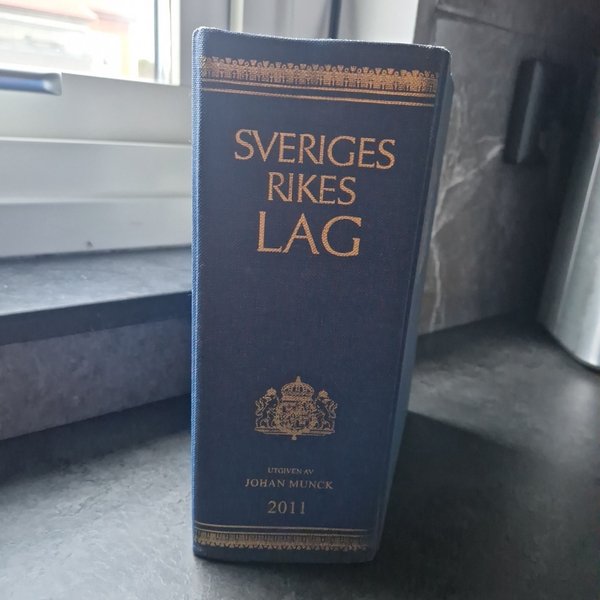 SVERIGES
RIKES
LAG
UTGIVEN AV
JOHAN MUNCK
2011